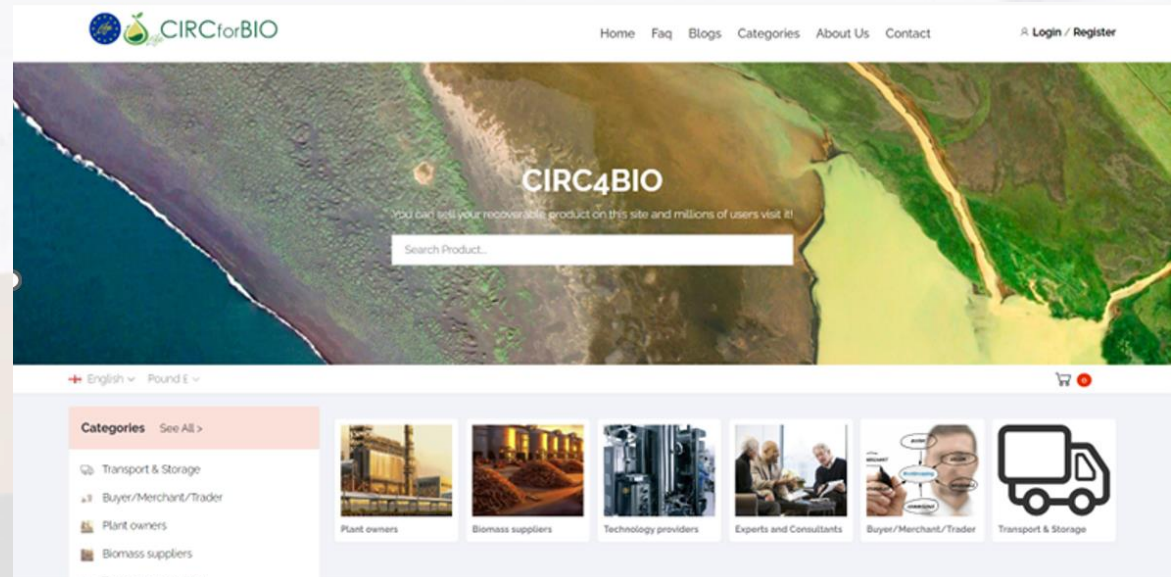 CIRCforBIO
Home Faq Blogs Categories About Us Contact
Login / Register
CIRC4BIO
You can sell your recoverable product on this site and millions of users visit it!
Search Product...
English Pound £
0
Categories See All >
Transport & Storage
Buyer/Merchant/Trader
Plant owners
Biomass suppliers
Plant owners
Biomass suppliers
Technology providers
Experts and Consultants
Buyer/Merchant/Trader
Transport & Storage